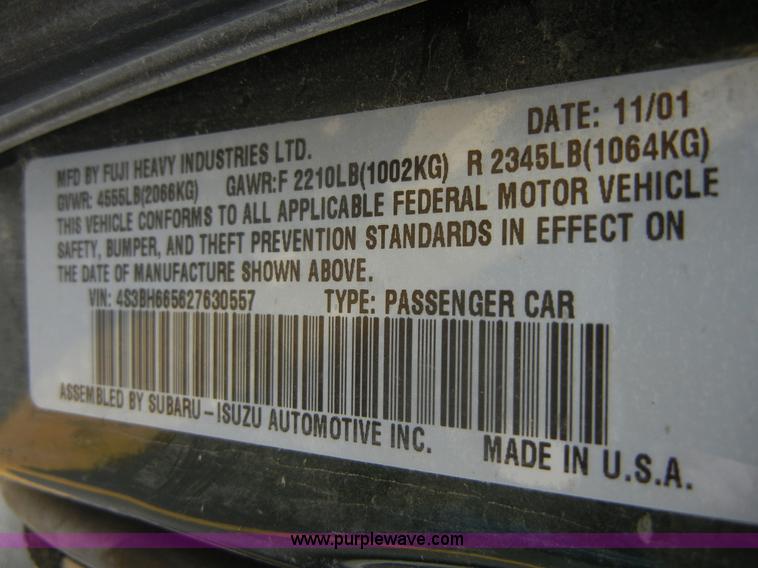 DATE: 11/01
MFD BY FUJI HEAVY INDUSTRIES LTD.
GVWR: 4555LB(2066KG) GAWR:F 2210LB(1002KG) R 2345LB(1064KG)
THIS VEHICLE CONFORMS TO ALL APPLICABLE FEDERAL MOTOR VEHICLE
SAFETY, BUMPER, AND THEFT PREVENTION STANDARDS IN EFFECT ON
THE DATE OF MANUFACTURE SHOWN ABOVE.
VIN: 4S3BH665627630557 TYPE: PASSENGER CAR
ASSEMBLED BY SUBARU-ISUZU AUTOMOTIVE INC. MADE IN U.S.A.
www.purplewave.com